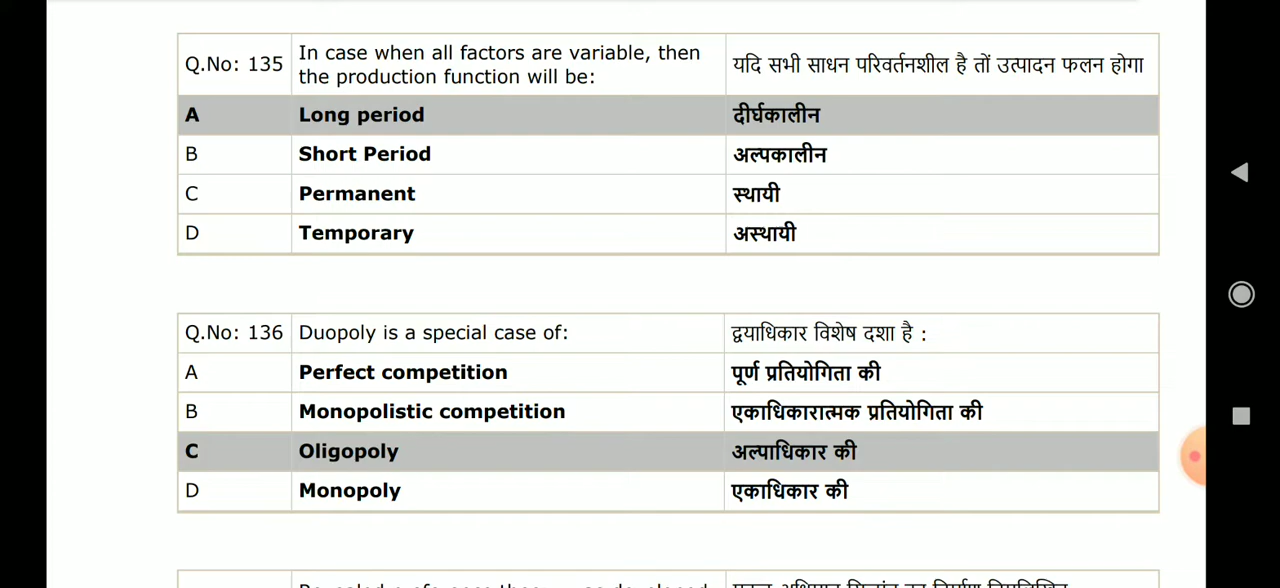 Q.No: 135 In case when all factors are variable, then the production function will be: यदि सभी साधन परिवर्तनशील है तों उत्पादन फलन होगा
A Long period दीर्घकालीन
B Short Period अल्पकालीन
C Permanent स्थायी
D Temporary अस्थायी
Q.No: 136 Duopoly is a special case of: द्वयाधिकार विशेष दशा है :
A Perfect competition पूर्ण प्रतियोगिता की
B Monopolistic competition एकाधिकारात्मक प्रतियोगिता की
C Oligopoly अल्पाधिकार की
D Monopoly एकाधिकार की